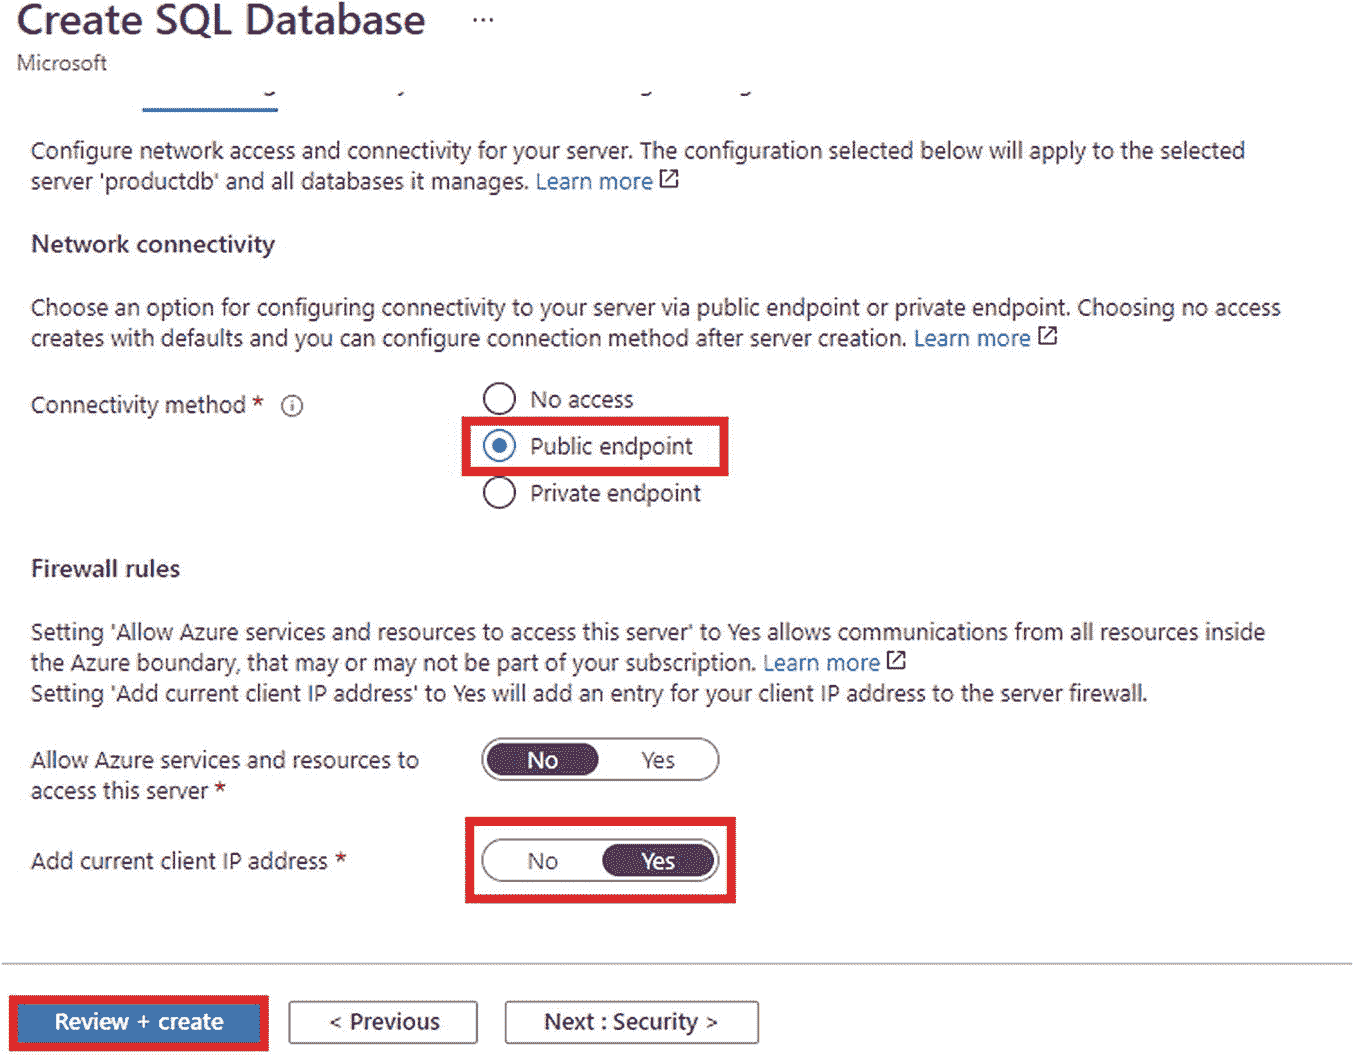 Create SQL Database ...
Microsoft
Configure network access and connectivity for your server. The configuration selected below will apply to the selected
server 'productdb' and all databases it manages. Learn more
Network connectivity
Choose an option for configuring connectivity to your server via public endpoint or private endpoint. Choosing no access
creates with defaults and you can configure connection method after server creation. Learn more
Connectivity method *
No access
Public endpoint
Private endpoint
Firewall rules
Setting 'Allow Azure services and resources to access this server' to Yes allows communications from all resources inside
the Azure boundary, that may or may not be part of your subscription. Learn more
Setting 'Add current client IP address' to Yes will add an entry for your client IP address to the server firewall.
Allow Azure services and resources to
access this server *
No Yes
Add current client IP address *
No Yes
Review + create
< Previous
Next : Security >